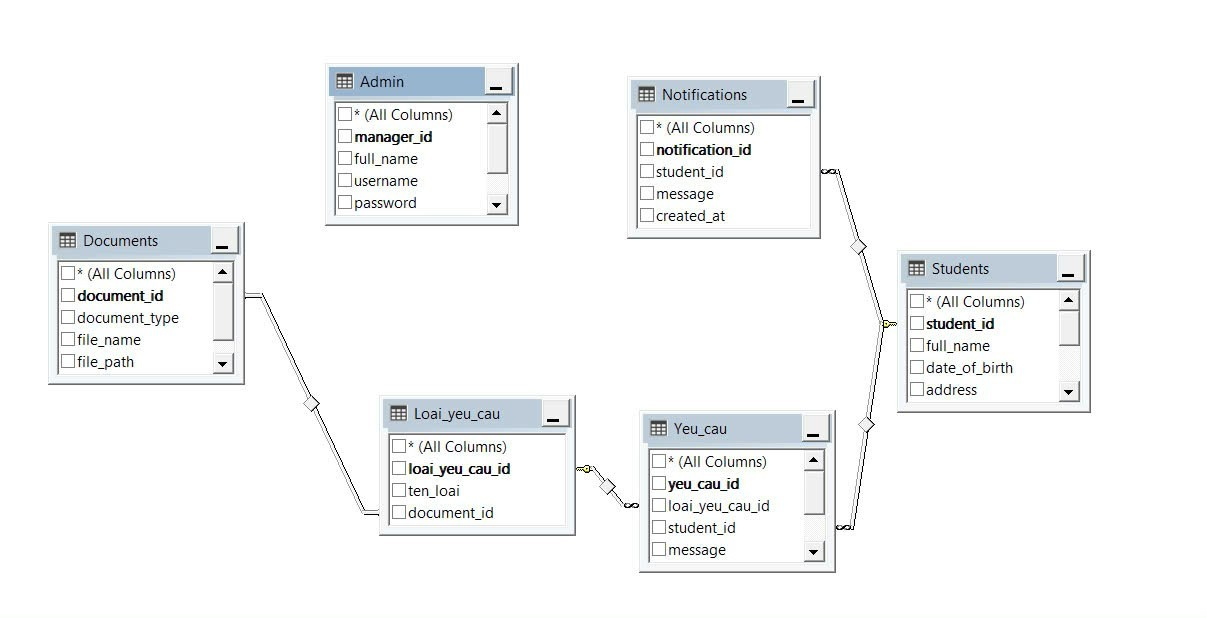 Admin
* (All Columns)
manager_id
full_name
username
password
Notifications
* (All Columns)
notification_id
student_id
message
created_at
Documents
* (All Columns)
document_id
document_type
file_name
file_path
Students
* (All Columns)
student_id
full_name
date_of_birth
address
Loai_yeu_cau
* (All Columns)
loai_yeu_cau_id
ten_loai
document_id
Yeu_cau
* (All Columns)
yeu_cau_id
loai_yeu_cau_id
student_id
message